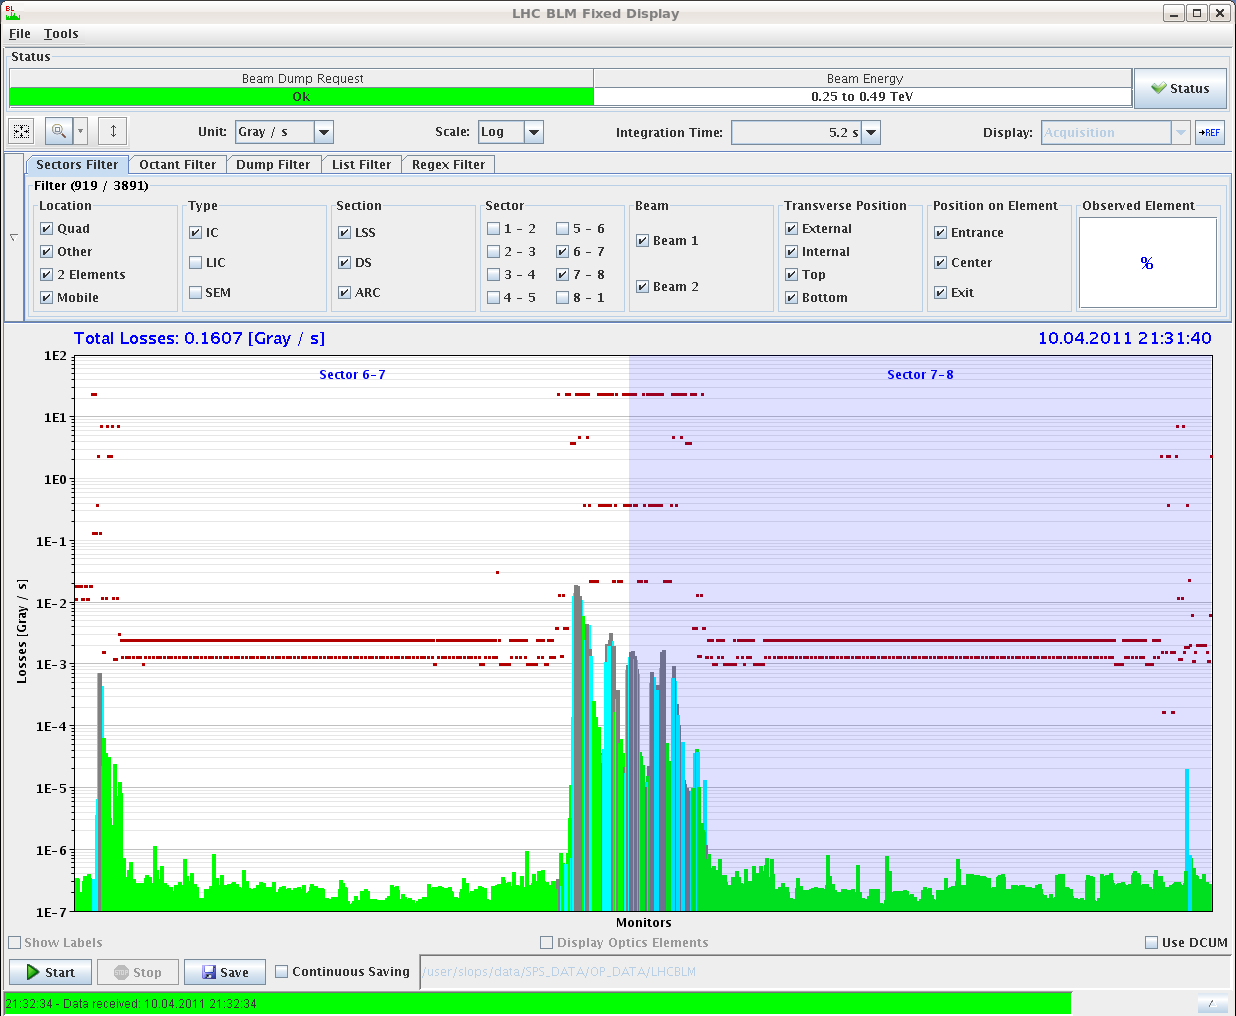 BL
LHC BLM Fixed Display
File Tools
Status
Beam Dump Request Beam Energy
Ok 0.25 to 0.49 TeV
Status
Unit: Gray / s Scale: Log Integration Time: 5.2 s Display: Acquisition REF
Sectors Filter Octant Filter Dump Filter List Filter Regex Filter
Filter (919 / 3891)
Location Type Section Sector Beam Transverse Position Position on Element Observed Element
Quad IC LSS 1 - 2 5 - 6 Beam 1 External Entrance
Other 2 - 3 6 - 7 Internal
LIC DS Center %
2 Elements 3 - 4 7 - 8 Top
Beam 2
SEM ARC Exit
Mobile 4 - 5 8 - 1 Bottom
Total Losses: 0.1607 [Gray / s] 10.04.2011 21:31:40
1E2
Sector 6-7 Sector 7-8
1E1
1E0
1E-1
1E-2
Losses [Gray / s]
1E-3
1E-4
1E-5
1E-6
1E-7
Monitors
Show Labels Display Optics Elements Use DCUM
Start STOP Stop Save Continuous Saving /user/slops/data/SPS_DATA/OP_DATA/LHCBLM
21:32:34 - Data received: 10.04.2011 21:32:34